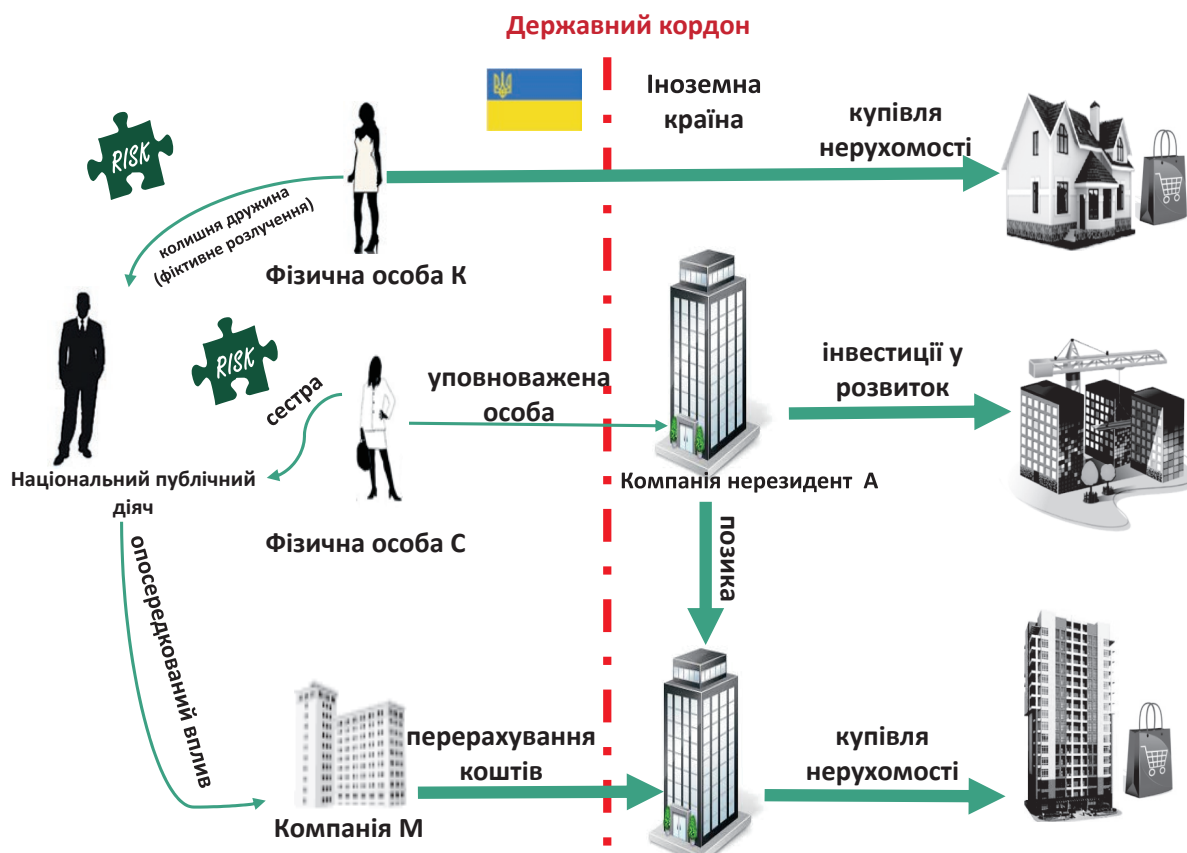 Державний кордон
Іноземна
країна
купівля
нерухомості
RISK
колишня дружина
(фіктивне розлучення)
Фізична особа К
RISK
сестра
уповноважена
особа
інвестиції у
розвиток
Національний публічний
діяч
Компанія нерезидент А
Фізична особа С
позика
опосередкований вплив
перерахування
коштів
купівля
нерухомості
Компанія М